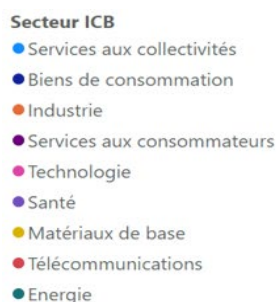 Secteur ICB
Services aux collectivités
Biens de consommation
Industrie
Services aux consommateurs
Technologie
Santé
Matériaux de base
Télécommunications
Energie